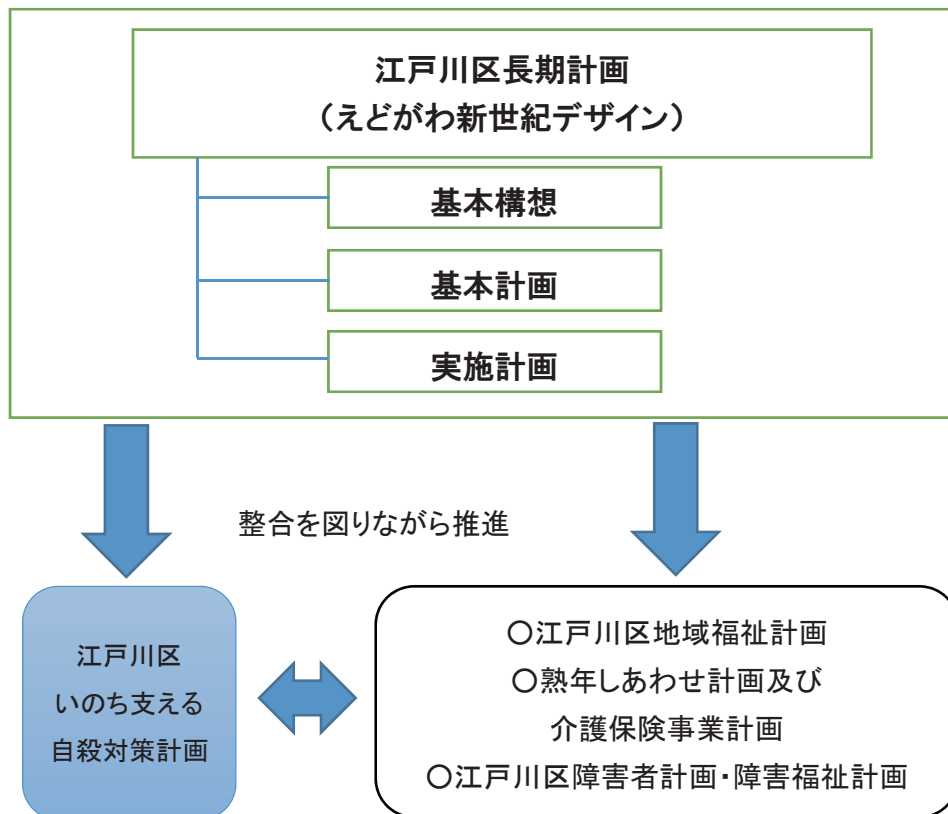 江戸川区長期計画
（えどがわ新世紀デザイン）
基本構想
基本計画
実施計画
整合を図りながら推進
江戸川区
いのち支える
自殺対策計画
○江戸川区地域福祉計画
○熟年しあわせ計画及び
介護保険事業計画
○江戸川区障害者計画・障害福祉計画